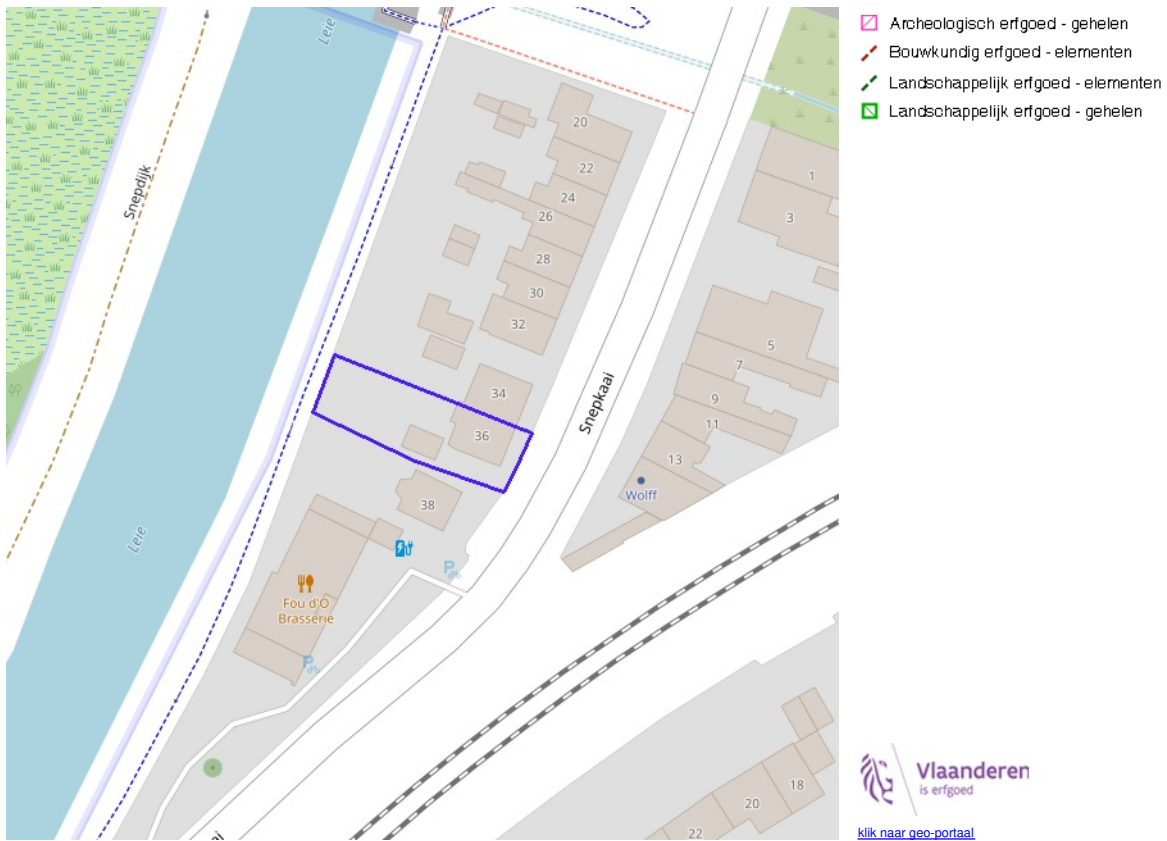 Leie
Snepdijk
20
22
24
26
28
30
32
34
36
38
Snepkaai
1
3
5
7
9
11
13
Wolff
Leie
P
Fou d'O
Brasserie
P
18
20
22
Archeologisch erfgoed - gehelen
Bouwkundig erfgoed - elementen
Landschappelijk erfgoed - elementen
Landschappelijk erfgoed - gehelen
Vlaanderen
is erfgoed
klik naar geo-portaal